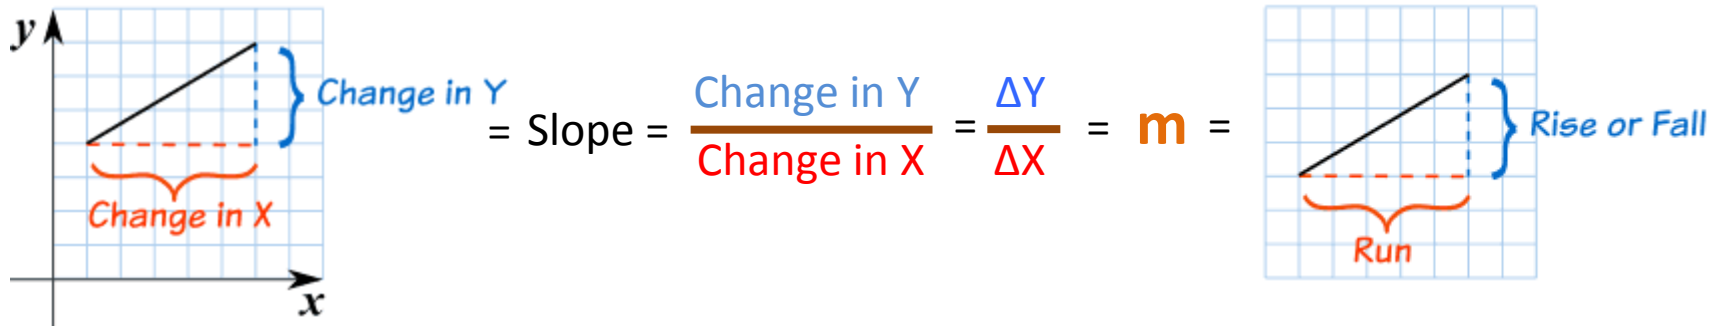 y
Change in Y
Change in X
x
= Slope = Change in Y = ΔY = m =
Change in X ΔX
Rise or Fall
Run